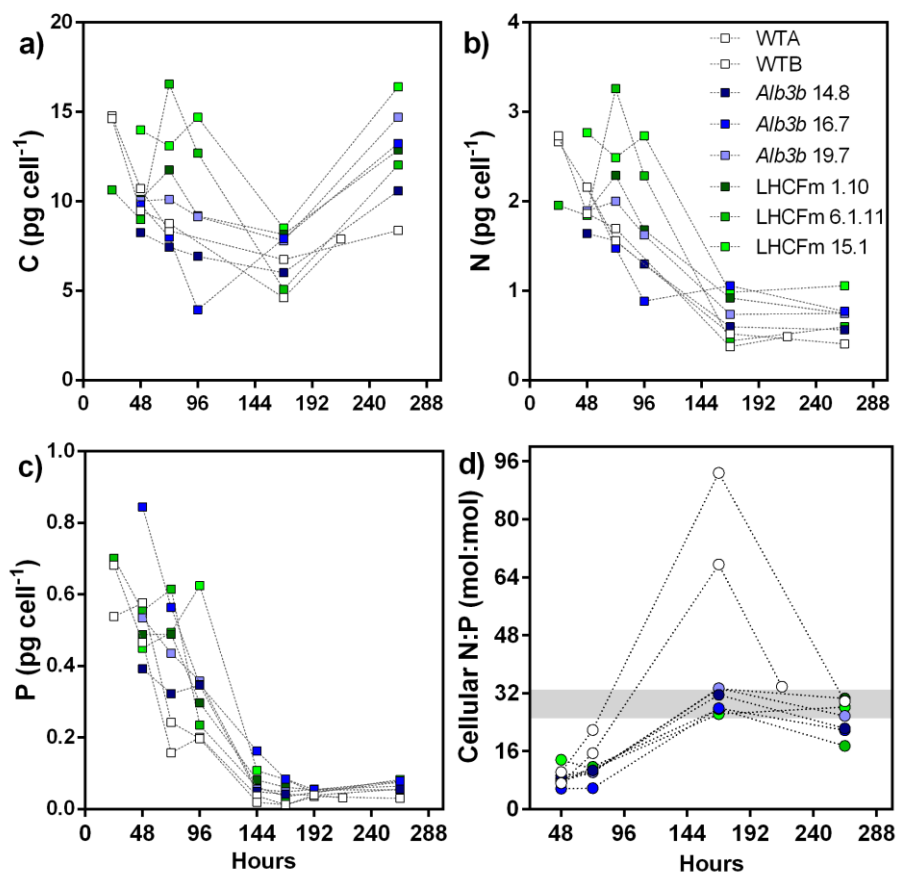 a)
C (pg cell⁻¹)
20
15
10
5
0
0 48 96 144 192 240 288
b)
N (pg cell⁻¹)
4
3
2
1
0
0 48 96 144 192 240 288
WTA
WTB
Alb3b 14.8
Alb3b 16.7
Alb3b 19.7
LHCFm 1.10
LHCFm 6.1.11
LHCFm 15.1
c)
P (pg cell⁻¹)
1.0
0.8
0.6
0.4
0.2
0.0
0 48 96 144 192 240 288
Hours
d)
Cellular N:P (mol:mol)
96
80
64
48
32
16
0
48 96 144 192 240 288
Hours